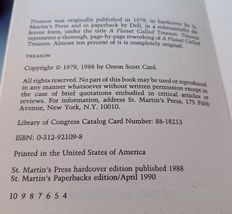 Treason was originally published in 1979, in hardcover by St.
Martin's Press and in paperback by Dell, in a substantially dif-
ferent form, under the title A Planet Called Treason. Treason
represents a thorough, page-by-page reworking of A Planet Called
Treason. Almost ten percent of it is completely original.
TREASON
Copyright © 1979, 1988 by Orson Scott Card.
All rights reserved. No part of this book may be used or reproduced
in any manner whatsoever without written permission except in
the case of brief quotations embodied in critical articles or
reviews. For information, address St. Martin's Press, 175 Fifth
Avenue, New York, N.Y. 10010.
Library of Congress Catalog Card Number: 88-18213
ISBN: 0-312-92109-8
Printed in the United States of America
St. Martin's Press hardcover edition published 1988
St. Martin's Paperbacks edition/April 1990
10 9 8 7 6 5 4